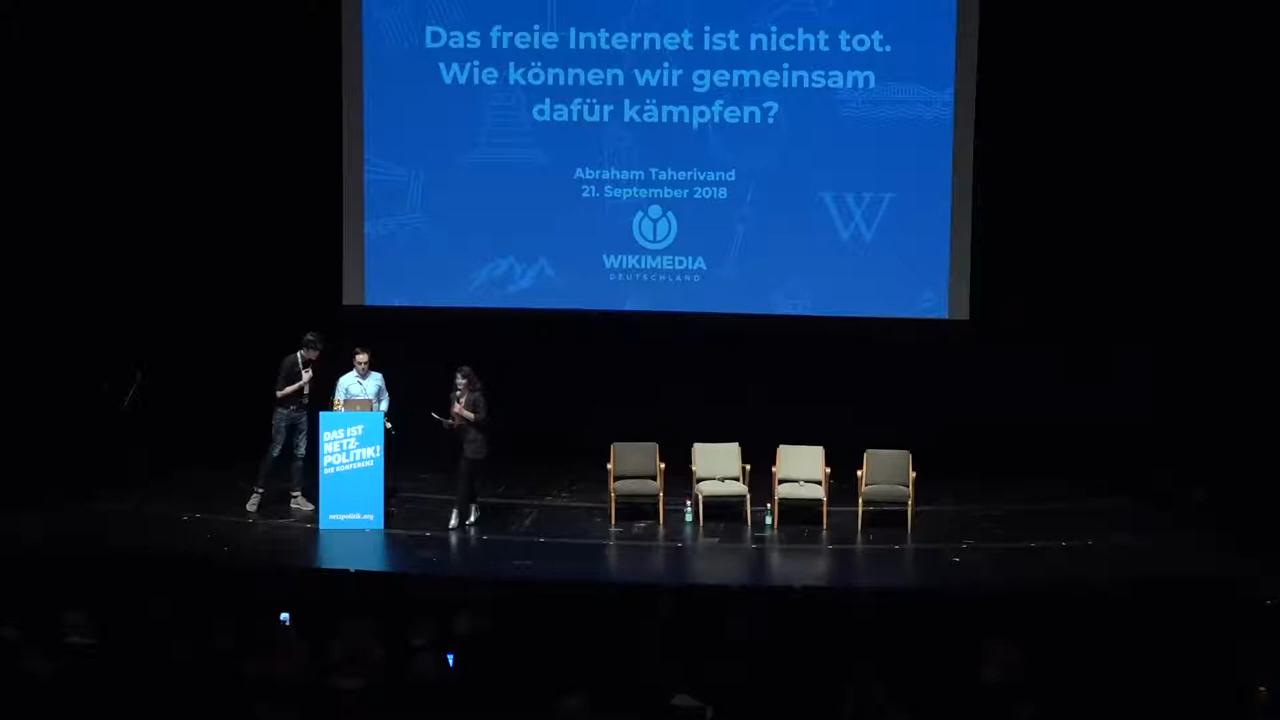 Das freie Internet ist nicht tot.
Wie können wir gemeinsam
dafür kämpfen?
Abraham Taherivand
21. September 2018
W
WIKIMEDIA
DEUTSCHLAND
DAS IST
NETZ-
POLITIK!
DIE KONFERENZ
netzpolitik.org